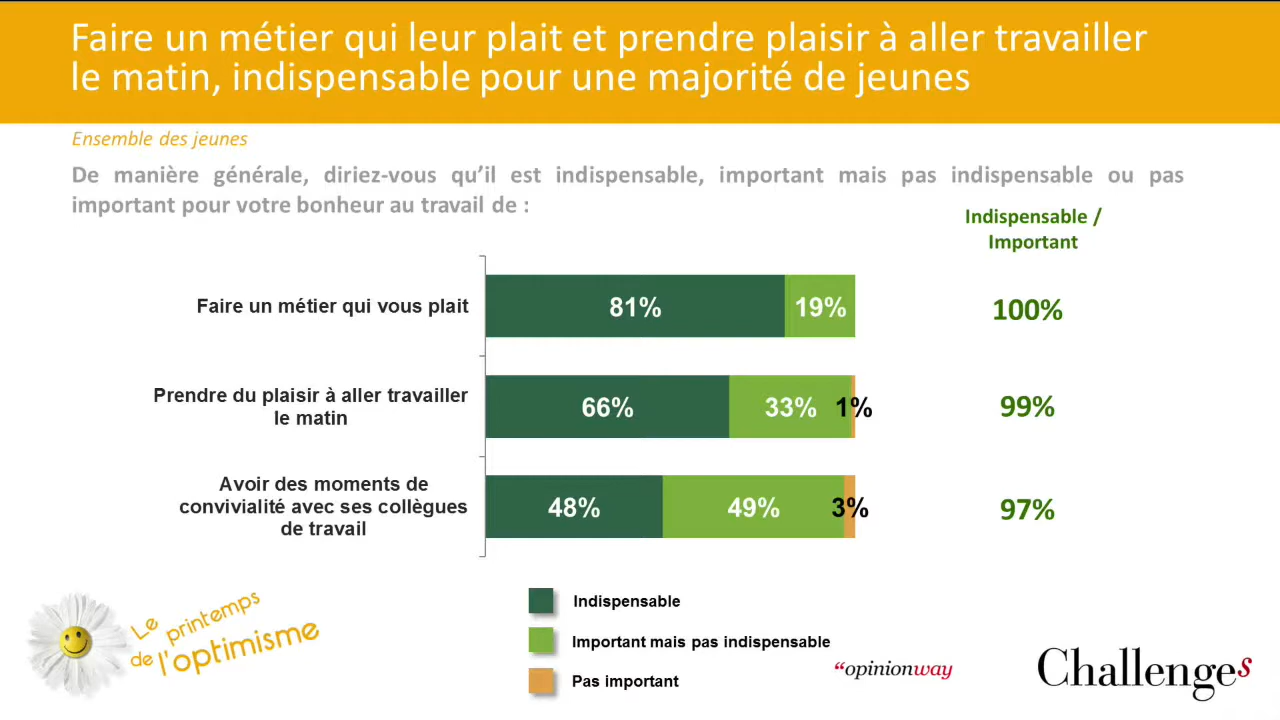 Faire un métier qui leur plait et prendre plaisir à aller travailler
le matin, indispensable pour une majorité de jeunes
Ensemble des jeunes
De manière générale, diriez-vous qu’il est indispensable, important mais pas indispensable ou pas
important pour votre bonheur au travail de :
Indispensable /
Important
Faire un métier qui vous plait
81%
19%
100%
Prendre du plaisir à aller travailler
le matin
66%
33%
1%
99%
Avoir des moments de
convivialité avec ses collègues
de travail
48%
49%
3%
97%
Indispensable
Important mais pas indispensable
Pas important
Le printemps
de l'optimisme
“opinionway
Challenges